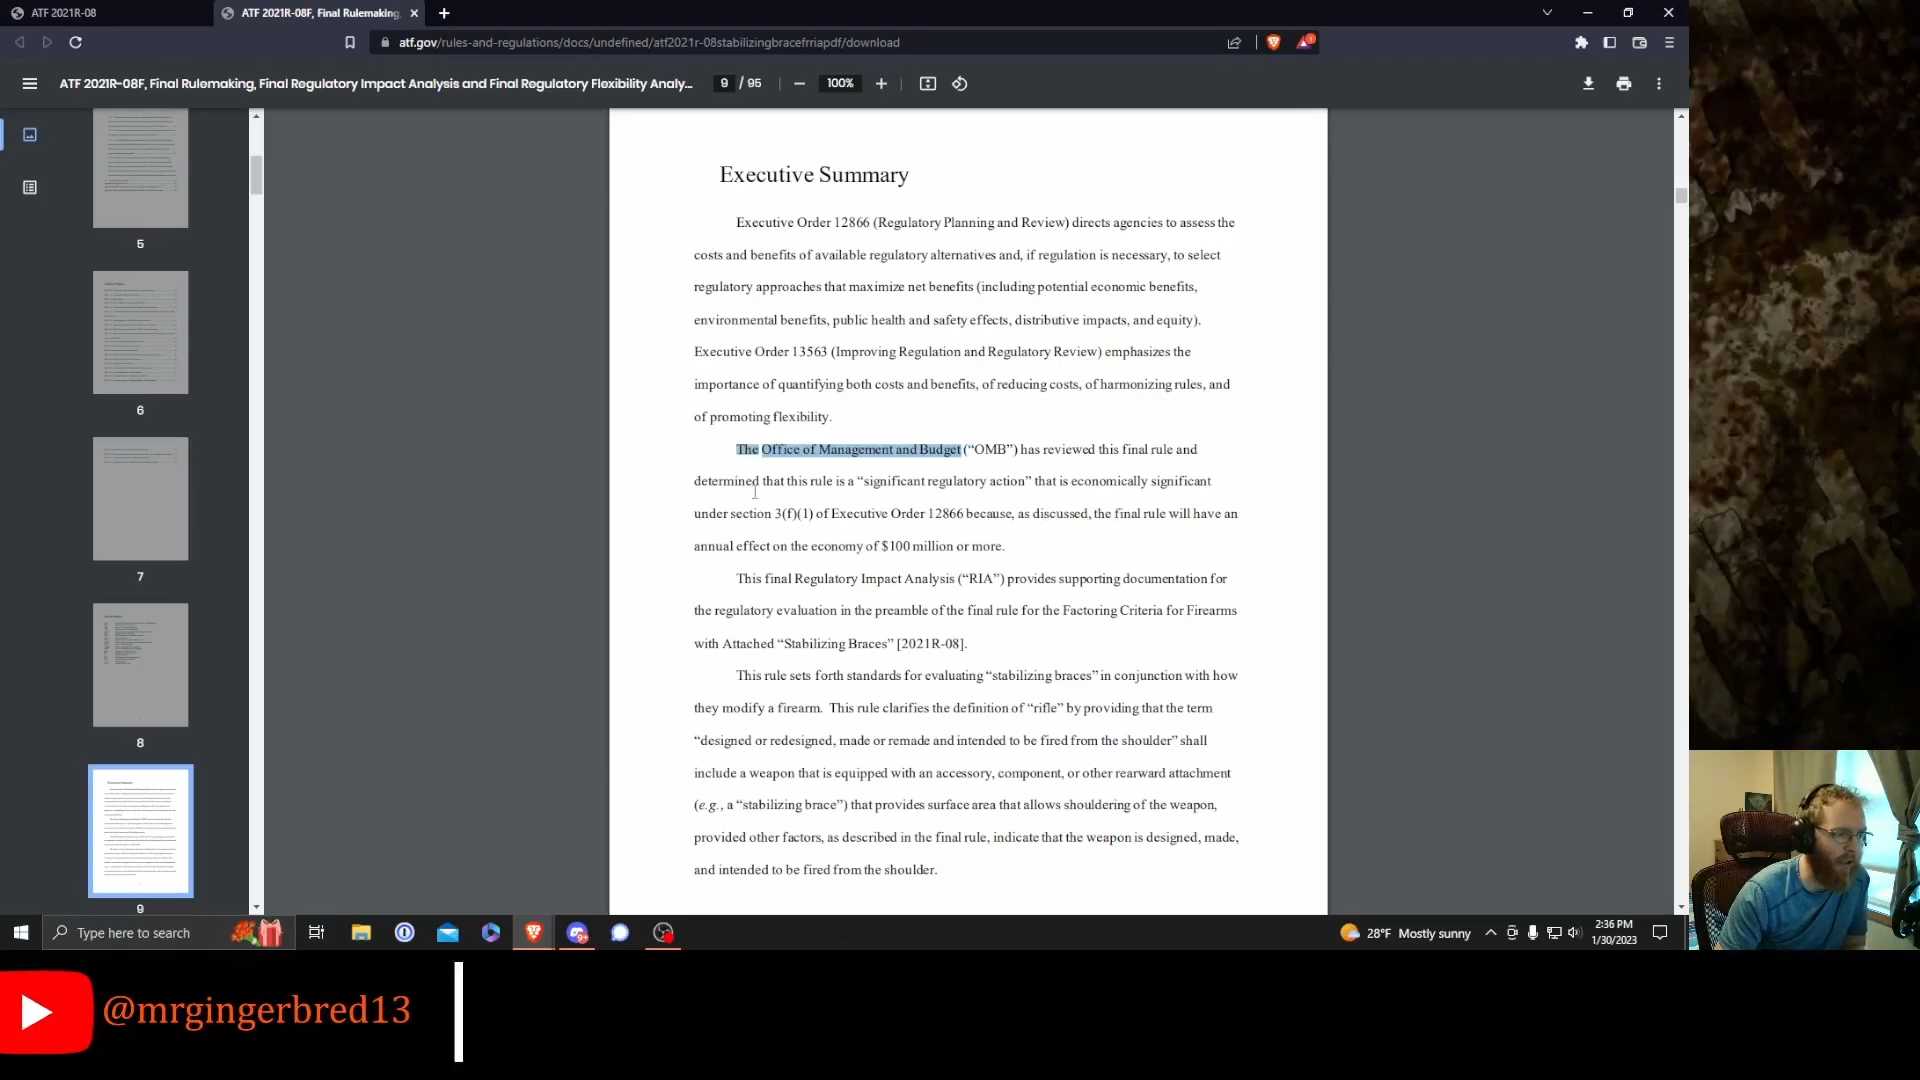 ATF 2021R-08
ATF 2021R-08F, Final Rulemaking,
atf.gov/rules-and-regulations/docs/undefined/atf2021r-08stabilizingbracefrriapdf/download
ATF 2021R-08F, Final Rulemaking, Final Regulatory Impact Analysis and Final Regulatory Flexibility Analy...
9 / 95
100%
5
6
7
8
9
Executive Summary
Executive Order 12866 (Regulatory Planning and Review) directs agencies to assess the
costs and benefits of available regulatory alternatives and, if regulation is necessary, to select
regulatory approaches that maximize net benefits (including potential economic benefits,
environmental benefits, public health and safety effects, distributive impacts, and equity).
Executive Order 13563 (Improving Regulation and Regulatory Review) emphasizes the
importance of quantifying both costs and benefits, of reducing costs, of harmonizing rules, and
of promoting flexibility.
The Office of Management and Budget (“OMB”) has reviewed this final rule and
determined that this rule is a “significant regulatory action” that is economically significant
under section 3(f)(1) of Executive Order 12866 because, as discussed, the final rule will have an
annual effect on the economy of $100 million or more.
This final Regulatory Impact Analysis (“RIA”) provides supporting documentation for
the regulatory evaluation in the preamble of the final rule for the Factoring Criteria for Firearms
with Attached “Stabilizing Braces” [2021R-08].
This rule sets forth standards for evaluating “stabilizing braces” in conjunction with how
they modify a firearm. This rule clarifies the definition of “rifle” by providing that the term
“designed or redesigned, made or remade and intended to be fired from the shoulder” shall
include a weapon that is equipped with an accessory, component, or other rearward attachment
(e.g., a “stabilizing brace”) that provides surface area that allows shouldering of the weapon,
provided other factors, as described in the final rule, indicate that the weapon is designed, made,
and intended to be fired from the shoulder.
Type here to search
28°F Mostly sunny
2:36 PM
1/30/2023
@mrgingerbred13